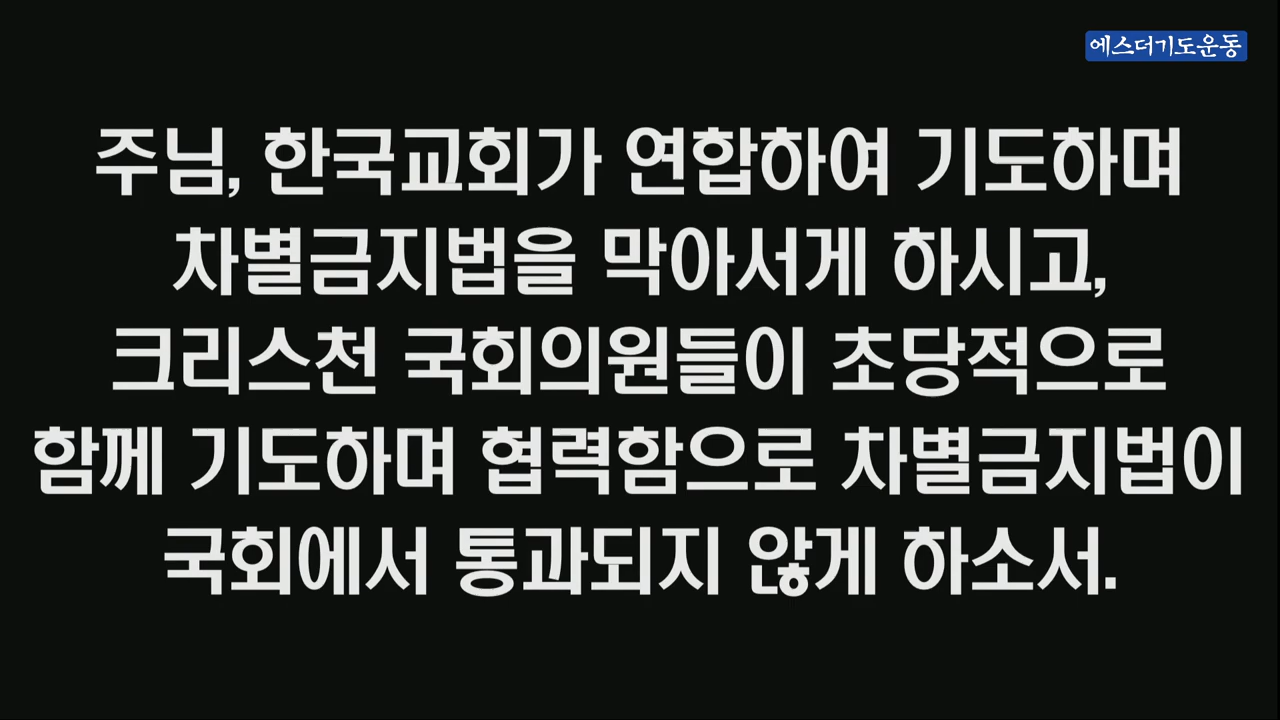 에스더기도운동
주님, 한국교회가 연합하여 기도하며
차별금지법을 막아서게 하시고,
크리스천 국회의원들이 초당적으로
함께 기도하며 협력함으로 차별금지법이
국회에서 통과되지 않게 하소서.